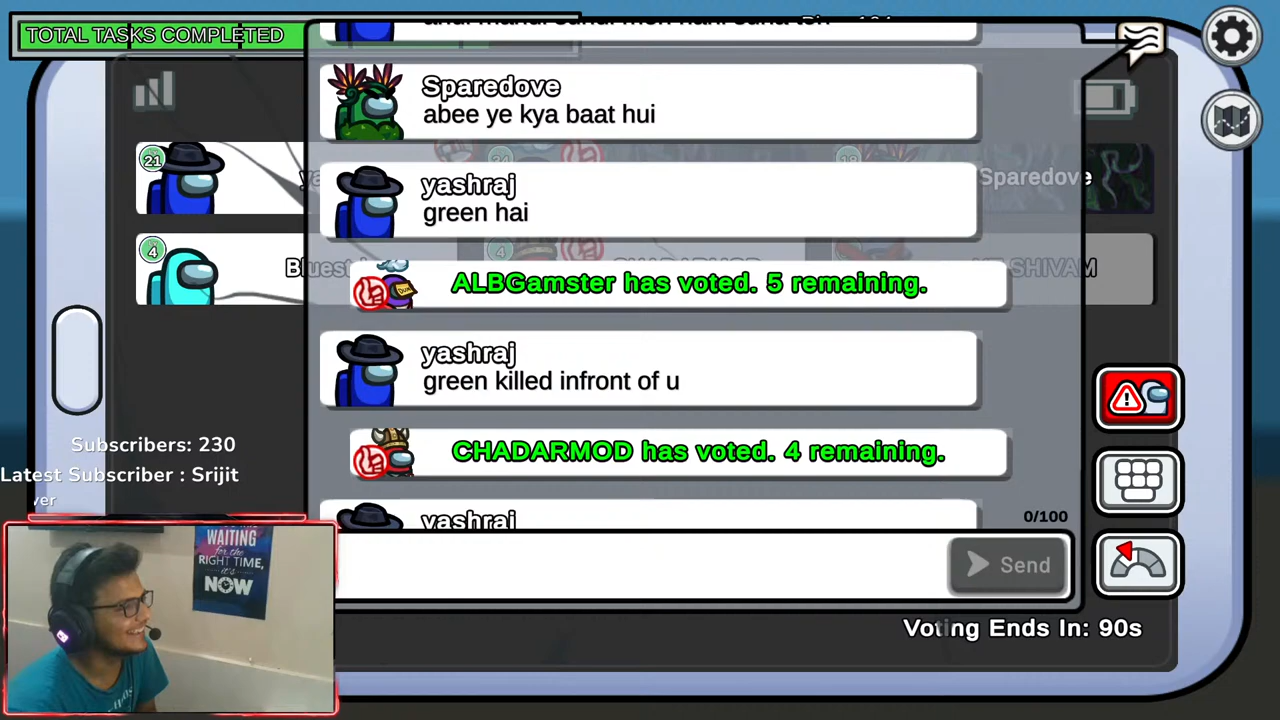 TOTAL TASKS COMPLETED
Sparedove
abee ye kya baat hui
21
yashraj
green hai
Sparedove
4
ALBGamster has voted. 5 remaining.
SHIVAM
yashraj
green killed infront of u
CHADARMOD has voted. 4 remaining.
Subscribers: 230
Latest Subscriber : Srijit
yashraj
0/100
Send
Voting Ends In: 90s
WAITING
for the
RIGHT TIME,
it's
NOW